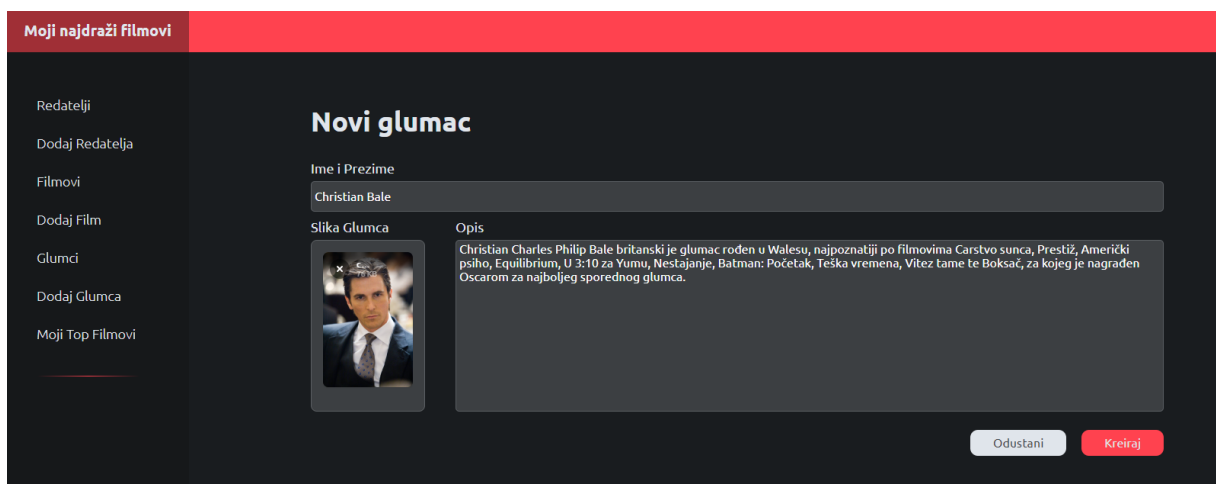 Moji najdraži filmovi
Redatelji
Dodaj Redatelja
Filmovi
Dodaj Film
Glumci
Dodaj Glumca
Moji Top Filmovi
Novi glumac
Ime i Prezime
Christian Bale
Slika Glumca
Opis
Christian Charles Philip Bale britanski je glumac rođen u Walesu, najpoznatiji po filmovima Carstvo sunca, Prestiž, Američki
psiho, Equilibrium, U 3:10 za Yumu, Nestajanje, Batman: Početak, Teška vremena, Vitez tame te Boksač, za kojeg je nagrađen
Oscarom za najboljeg sporednog glumca.
Odustani
Kreiraj